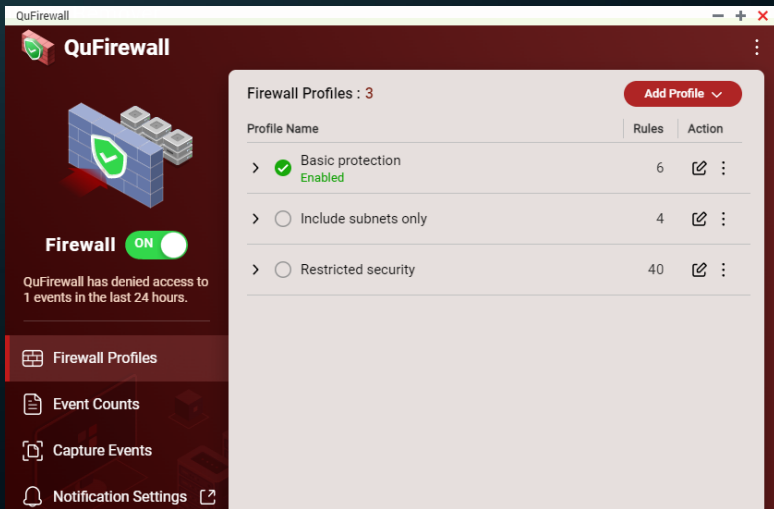 QuFirewall
QuFirewall
Firewall ON
QuFirewall has denied access to
1 events in the last 24 hours.
Firewall Profiles
Event Counts
Capture Events
Notification Settings
Firewall Profiles : 3
Add Profile
Profile Name Rules Action
Basic protection 6
Enabled
Include subnets only 4
Restricted security 40